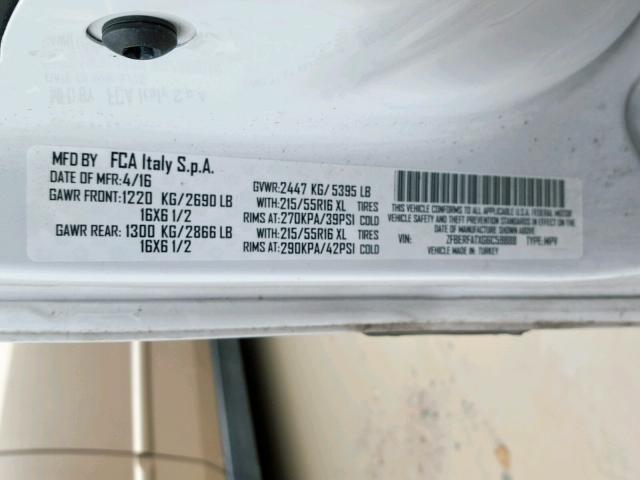 MFD BY FCA Italy S.p.A.
DATE OF MFR: 4/16 GVWR: 2447 KG/ 5395 LB
GAWR FRONT: 1220 KG/2690 LB WITH: 215/55R16 XL TIRES
16X6 1/2 RIMS AT: 270KPA/39PSI COLD
GAWR REAR: 1300 KG/2866 LB WITH: 215/55R16 XL TIRES
16X6 1/2 RIMS AT: 290KPA/42PSI COLD
THIS VEHICLE CONFORMS TO ALL APPLICABLE U.S.A. FEDERAL MOTOR
VEHICLE SAFETY AND THEFT PREVENTION STANDARDS IN EFFECT ON THE
DATE OF MANUFACTURE SHOWN ABOVE.
VIN: TYPE: MPV
VEHICLE MADE IN TURKEY